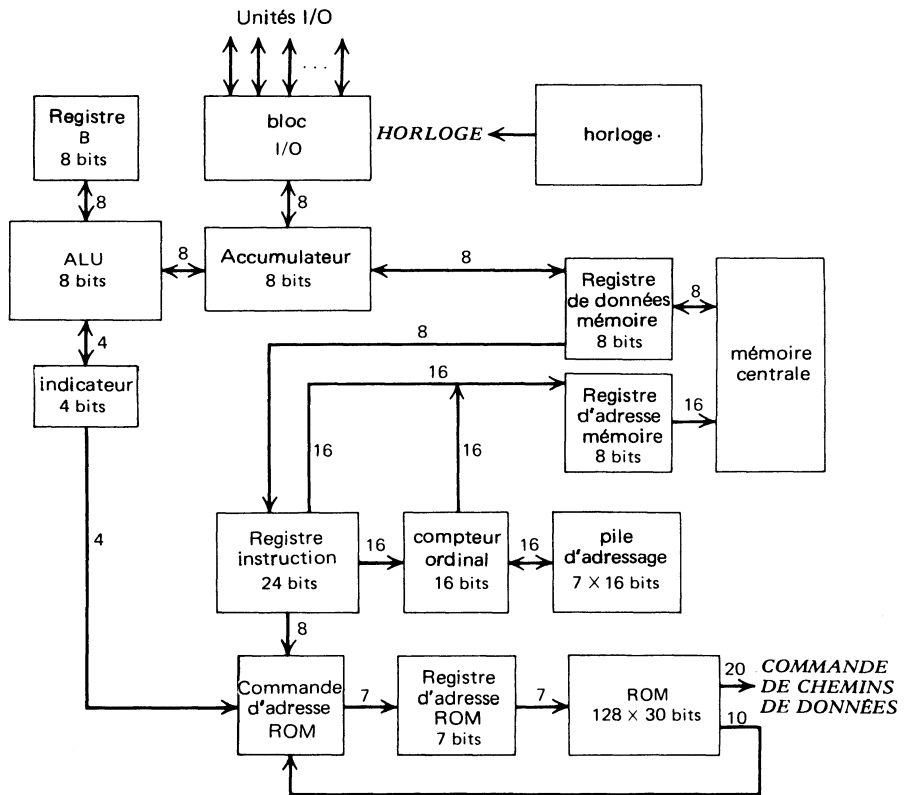 Unités I/O
...
Registre
B
8 bits
bloc
I/O
HORLOGE
horloge.
8
8
ALU
8 bits
8
Accumulateur
8 bits
8
Registre
de données
mémoire
8 bits
8
mémoire
centrale
4
8
indicateur
4 bits
16
Registre
d'adresse
mémoire
8 bits
16
16
16
4
Registre
instruction
24 bits
16
compteur
ordinal
16 bits
16
pile
d'adressage
7 × 16 bits
8
Commande
d'adresse
ROM
7
Registre
d'adresse
ROM
7 bits
7
ROM
128 × 30 bits
20
10
COMMANDE
DE CHEMINS
DE DONNÉES